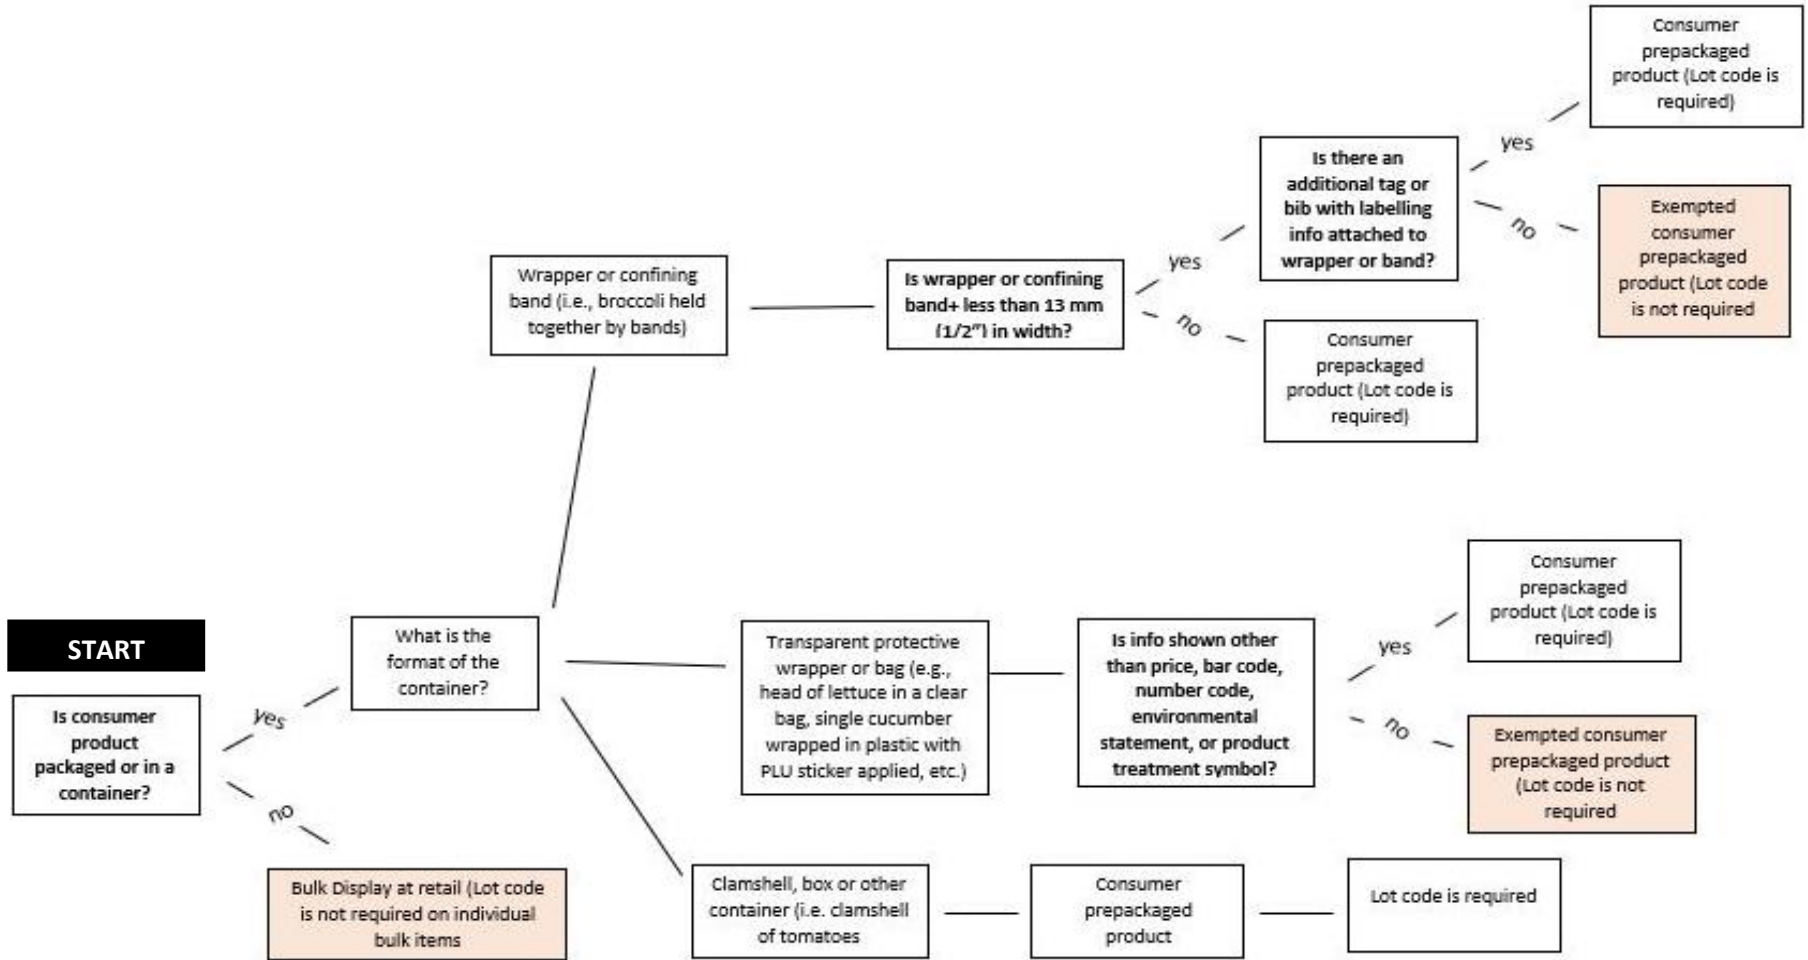 START
Is consumer
product
packaged or in a
container?
yes
no
Bulk Display at retail (Lot code
is not required on individual
bulk items
What is the
format of the
container?
Wrapper or confining
band (i.e., broccoli held
together by bands)
Is wrapper or confining
band+ less than 13 mm
(1/2") in width?
yes
no
Is there an
additional tag or
bib with labelling
info attached to
wrapper or band?
yes
no
Consumer
prepackaged
product (Lot code is
required)
Exempted
consumer
prepackaged
product (Lot code
is not required
Consumer
prepackaged
product (Lot code is
required)
Transparent protective
wrapper or bag (e.g.,
head of lettuce in a clear
bag, single cucumber
wrapped in plastic with
PLU sticker applied, etc.)
Is info shown other
than price, bar code,
number code,
environmental
statement, or product
treatment symbol?
yes
no
Consumer
prepackaged
product (Lot code is
required)
Exempted consumer
prepackaged product
(Lot code is not
required
Clamshell, box or other
container (i.e. clamshell
of tomatoes
Consumer
prepackaged
product
Lot code is required